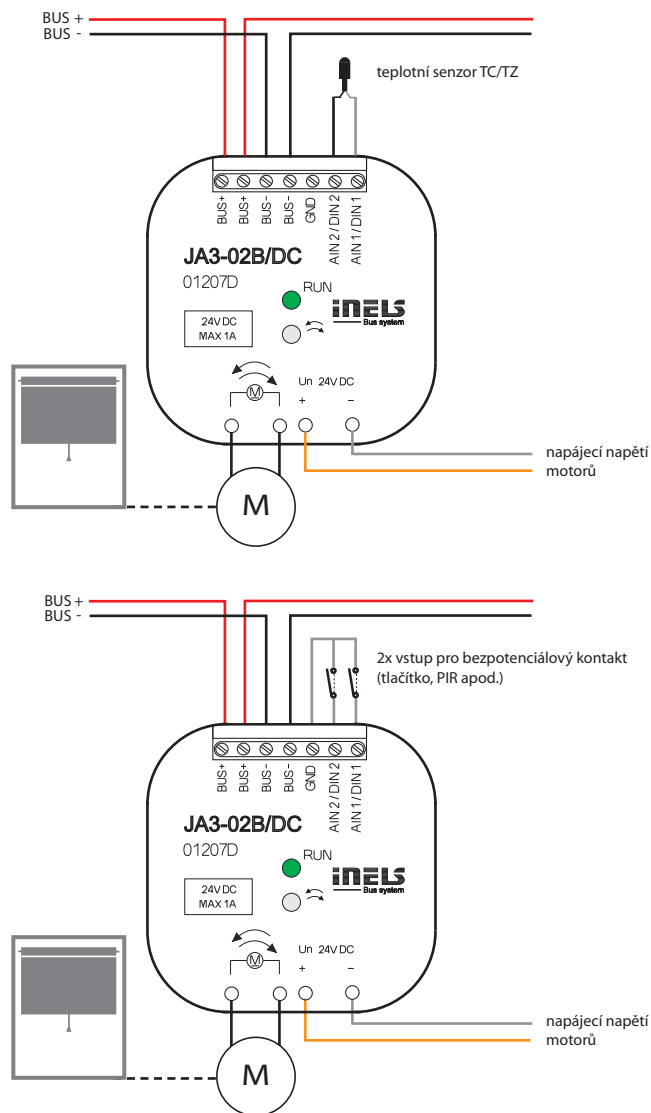 BUS +
BUS -
teplotní senzor TC/TZ
BUS+
BUS+
BUS-
BUS-
GND
AIN 2 / DIN 2
AIN 1 / DIN 1
JA3-02B/DC
01207D
RUN
iNELS
Bus system
24V DC
MAX 1A
M
Un 24V DC
+
–
M
napájecí napětí
motorů
BUS +
BUS -
2x vstup pro bezpotenciálový kontakt
(tlačítko, PIR apod.)
BUS+
BUS+
BUS-
BUS-
GND
AIN 2 / DIN 2
AIN 1 / DIN 1
JA3-02B/DC
01207D
RUN
iNELS
Bus system
24V DC
MAX 1A
M
Un 24V DC
+
–
M
napájecí napětí
motorů